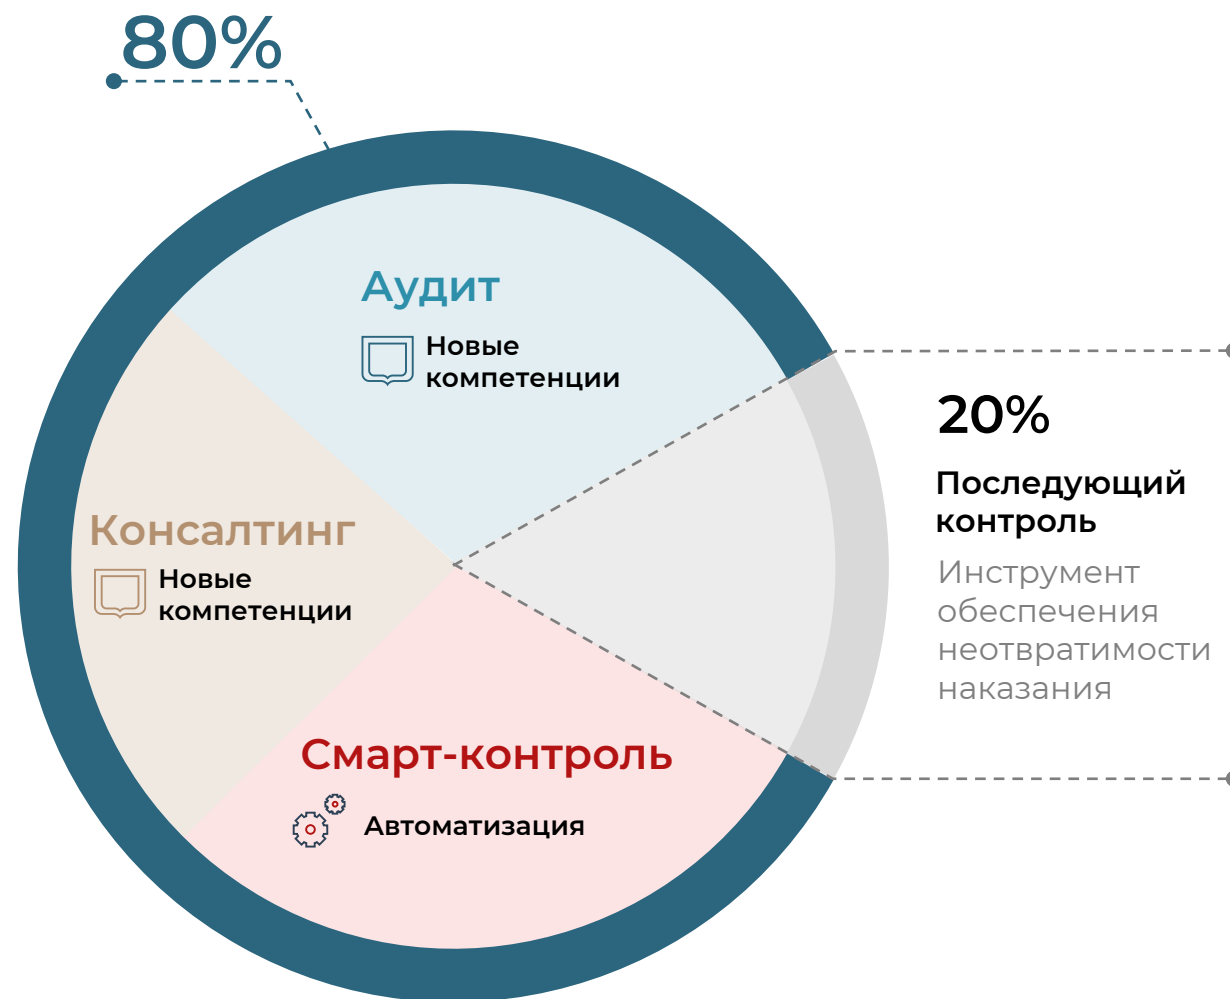 80%
Аудит
Новые
компетенции
20%
Последующий
контроль
Инструмент
обеспечения
неотвратимости
наказания
Консалтинг
Новые
компетенции
Смарт-контроль
Автоматизация